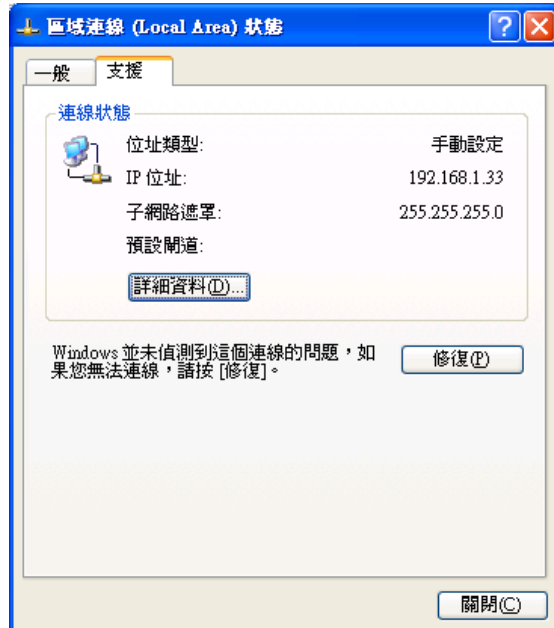 區域連線 (Local Area) 狀態
一般
支援
連線狀態
位址類型: 手動設定
IP 位址: 192.168.1.33
子網路遮罩: 255.255.255.0
預設閘道:
詳細資料(D)...
Windows 並未偵測到這個連線的問題，如
果您無法連線，請按 [修復]。
修復(P)
關閉(C)